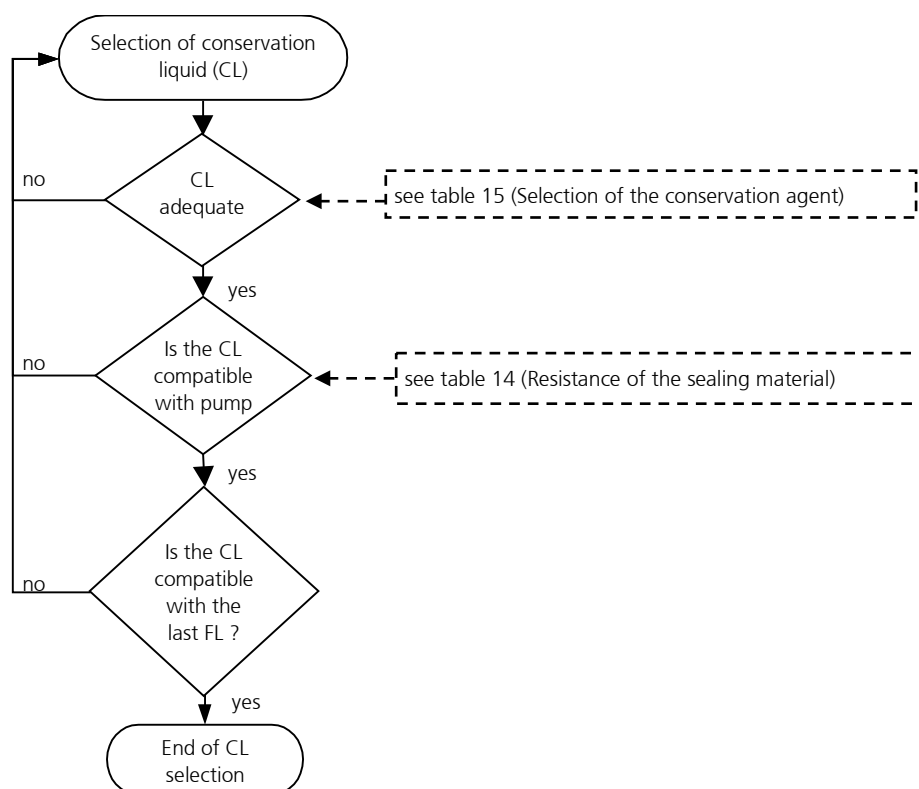 Selection of conservation
liquid (CL)
no
CL
adequate
see table 15 (Selection of the conservation agent)
yes
no
Is the CL
compatible
with pump
see table 14 (Resistance of the sealing material)
yes
no
Is the CL
compatible
with the
last FL ?
yes
End of CL
selection